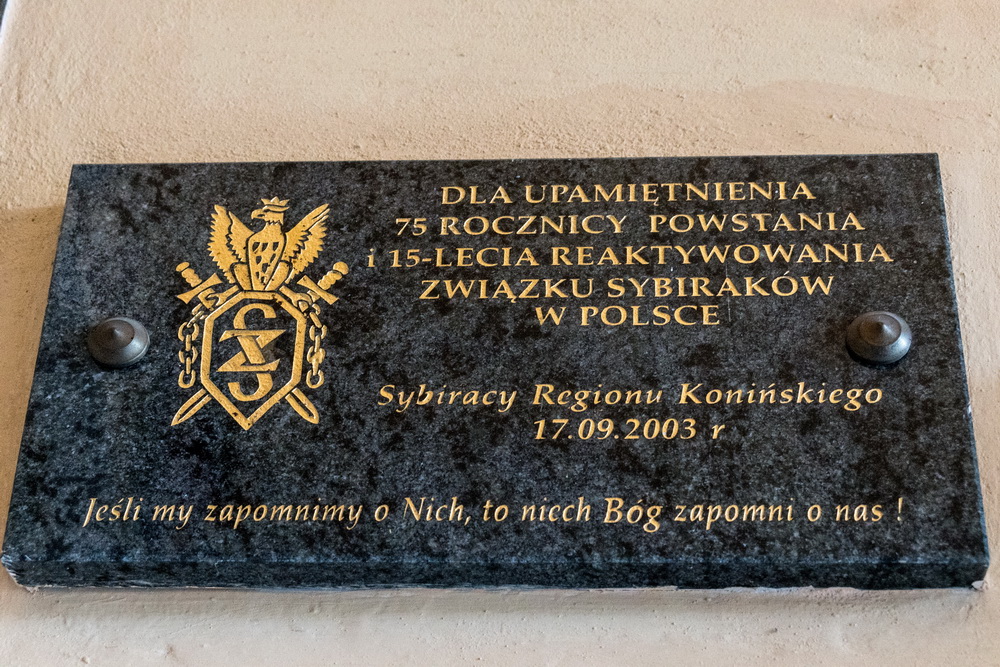 DLA UPAMIĘTNIENIA
75 ROCZNICY POWSTANIA
i 15-LECIA REAKTYWOWANIA
ZWIĄZKU SYBIRAKÓW
W POLSCE
Sybiracy Regionu Konińskiego
17.09.2003 r
Jeśli my zapomnimy o Nich, to niech Bóg zapomni o nas !